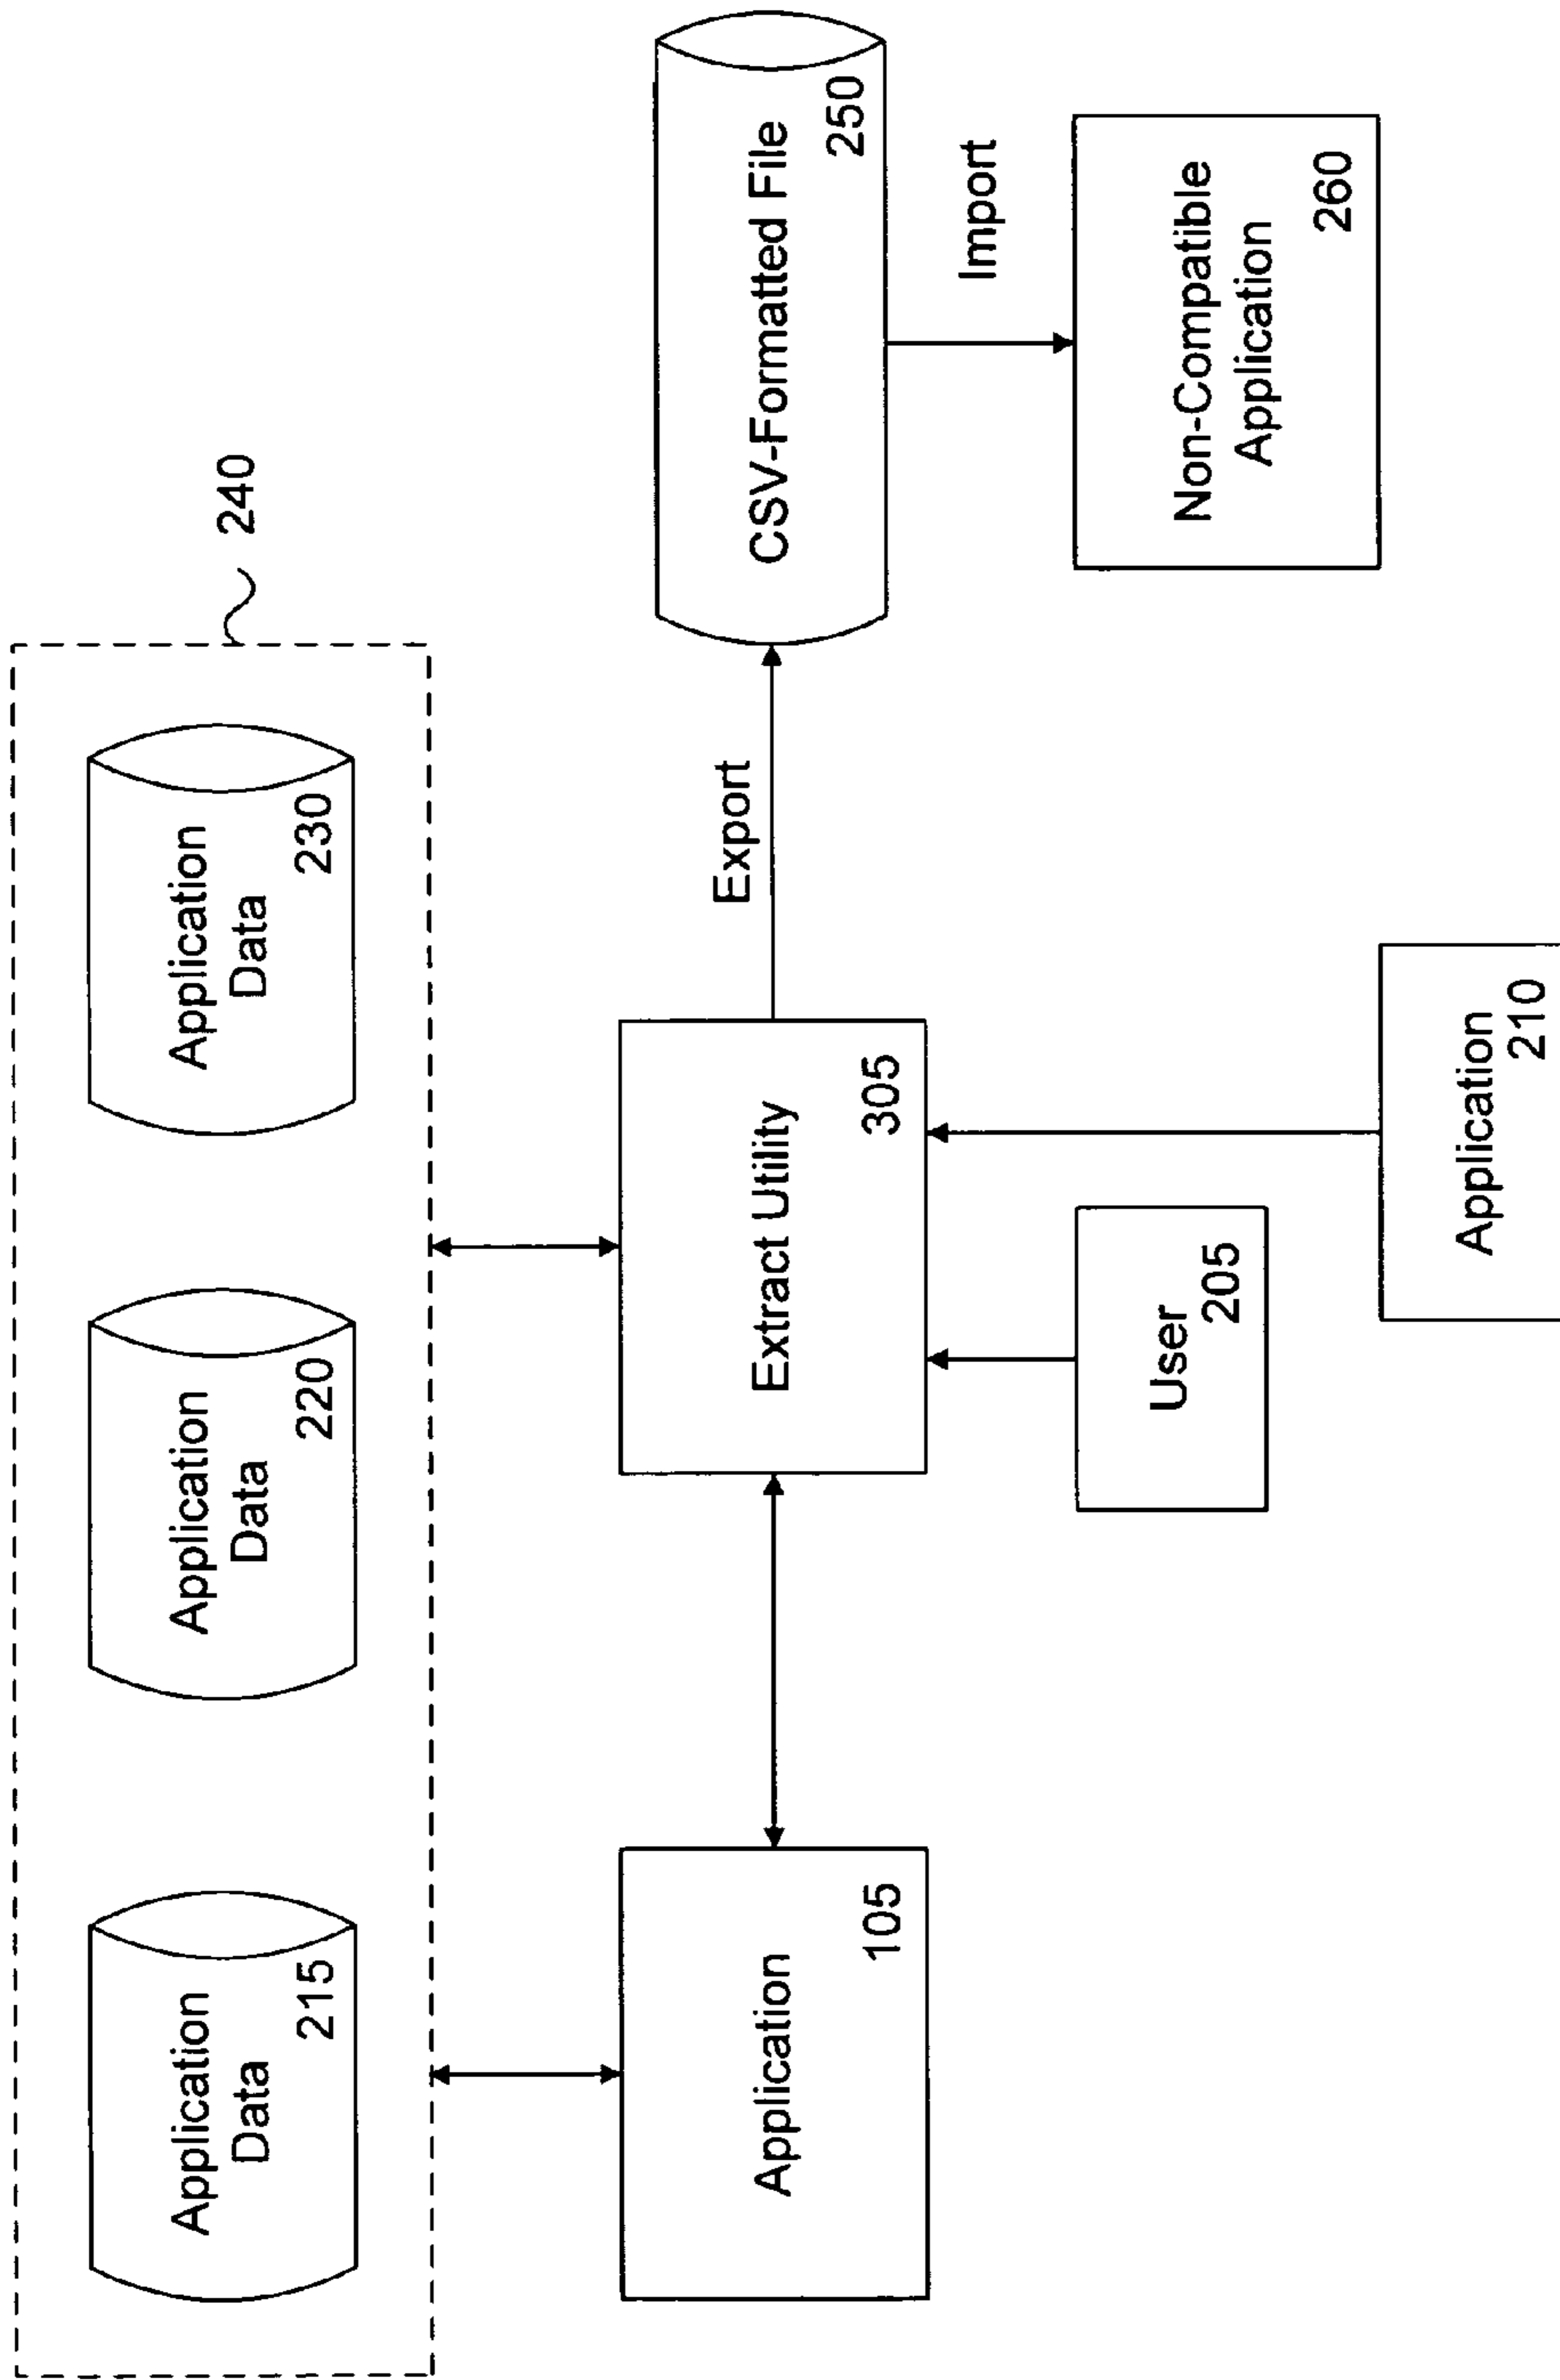 Application
Data
215
Application
Data
220
Application
Data
230
240
Application
105
Extract Utility
305
Export
CSV-Formatted File
250
Import
User
205
Non-Compatible
Application
260
Application
210